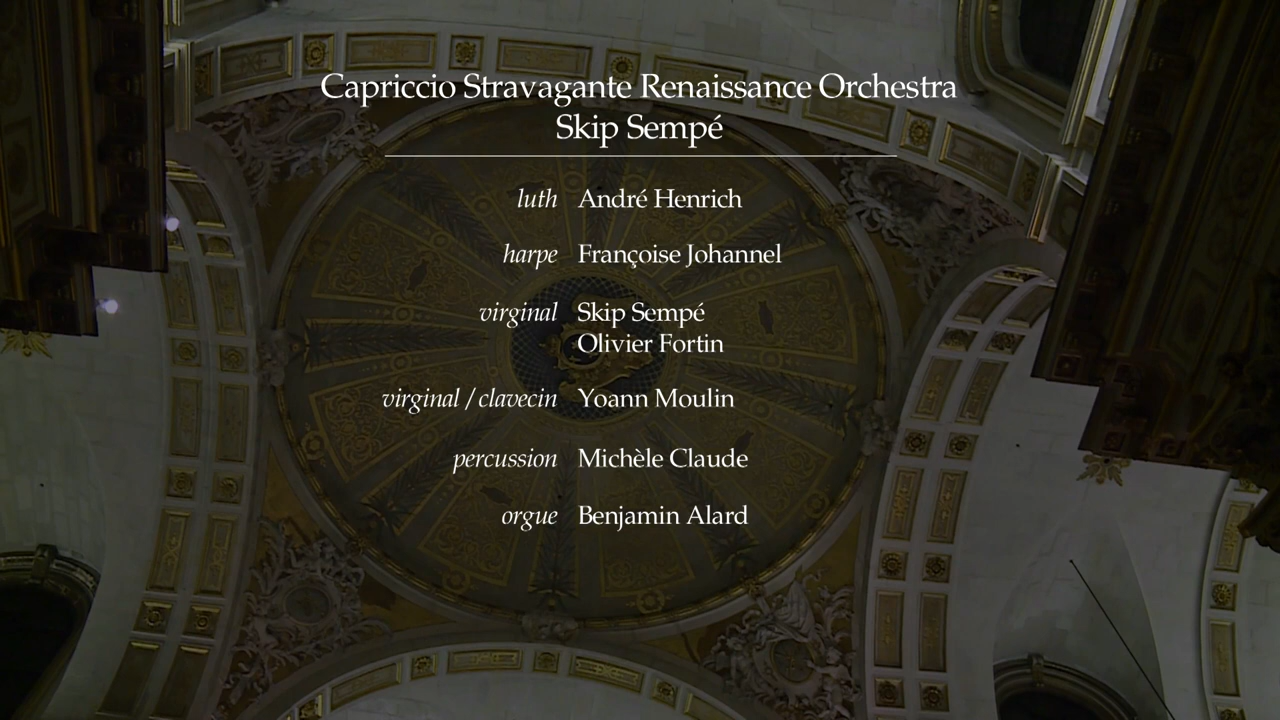 Capriccio Stravagante Renaissance Orchestra
Skip Sempé
luth André Henrich
harpe Françoise Johannel
virginal Skip Sempé
Olivier Fortin
virginal / clavecin Yoann Moulin
percussion Michèle Claude
orgue Benjamin Alard